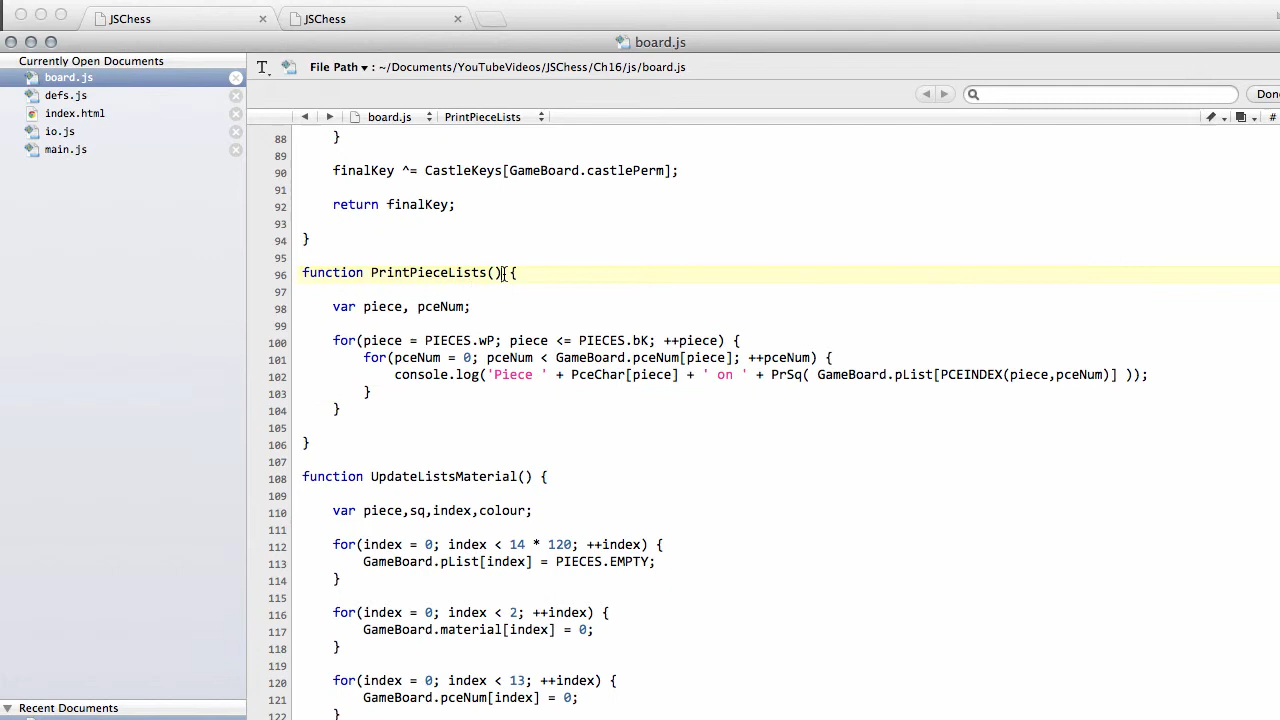 JSChess
JSChess
board.js
Currently Open Documents
board.js
defs.js
index.html
io.js
main.js
Recent Documents
File Path ▾ : ~/Documents/YouTubeVideos/JSChess/Ch16/js/board.js
Don
board.js PrintPieceLists #
88 }
89
90 finalKey ^= CastleKeys[GameBoard.castlePerm];
91
92 return finalKey;
93
94 }
95
96 function PrintPieceLists() {
97
98 var piece, pceNum;
99
100 for(piece = PIECES.wP; piece <= PIECES.bK; ++piece) {
101 for(pceNum = 0; pceNum < GameBoard.pceNum[piece]; ++pceNum) {
102 console.log('Piece ' + PceChar[piece] + ' on ' + PrSq( GameBoard.pList[PCEINDEX(piece,pceNum)] ));
103 }
104 }
105
106 }
107
108 function UpdateListsMaterial() {
109
110 var piece,sq,index,colour;
111
112 for(index = 0; index < 14 * 120; ++index) {
113 GameBoard.pList[index] = PIECES.EMPTY;
114 }
115
116 for(index = 0; index < 2; ++index) {
117 GameBoard.material[index] = 0;
118 }
119
120 for(index = 0; index < 13; ++index) {
121 GameBoard.pceNum[index] = 0;
122 }